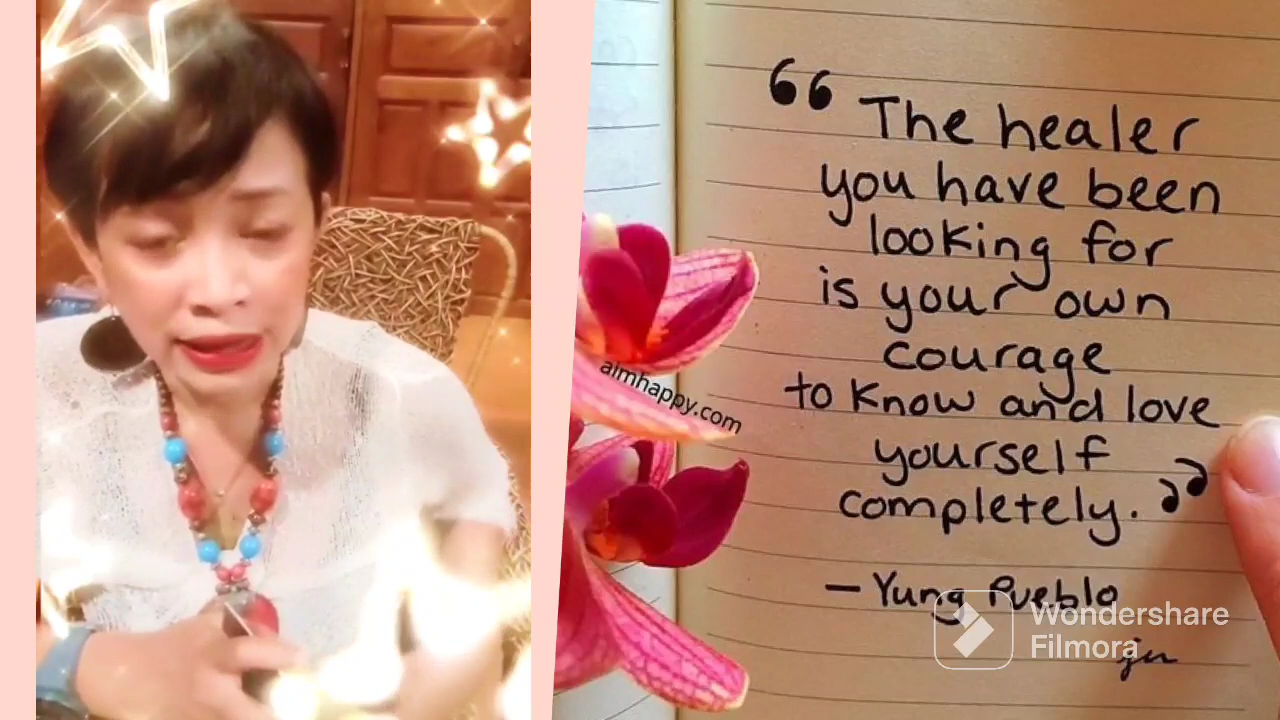 “ The healer
you have been
looking for
is your own
courage
to know and love
yourself
completely. ”
— Yung Pueblo
aimhappy.com
Wondershare
Filmora